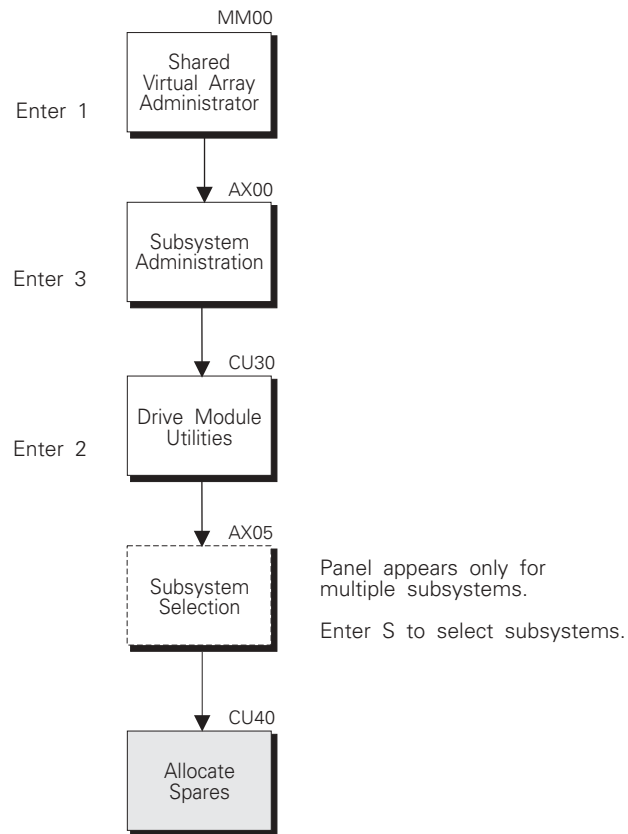 MM00
Shared
Virtual Array
Administrator
Enter 1
AX00
Subsystem
Administration
Enter 3
CU30
Drive Module
Utilities
Enter 2
AX05
Subsystem
Selection
Panel appears only for
multiple subsystems.
Enter S to select subsystems.
CU40
Allocate
Spares